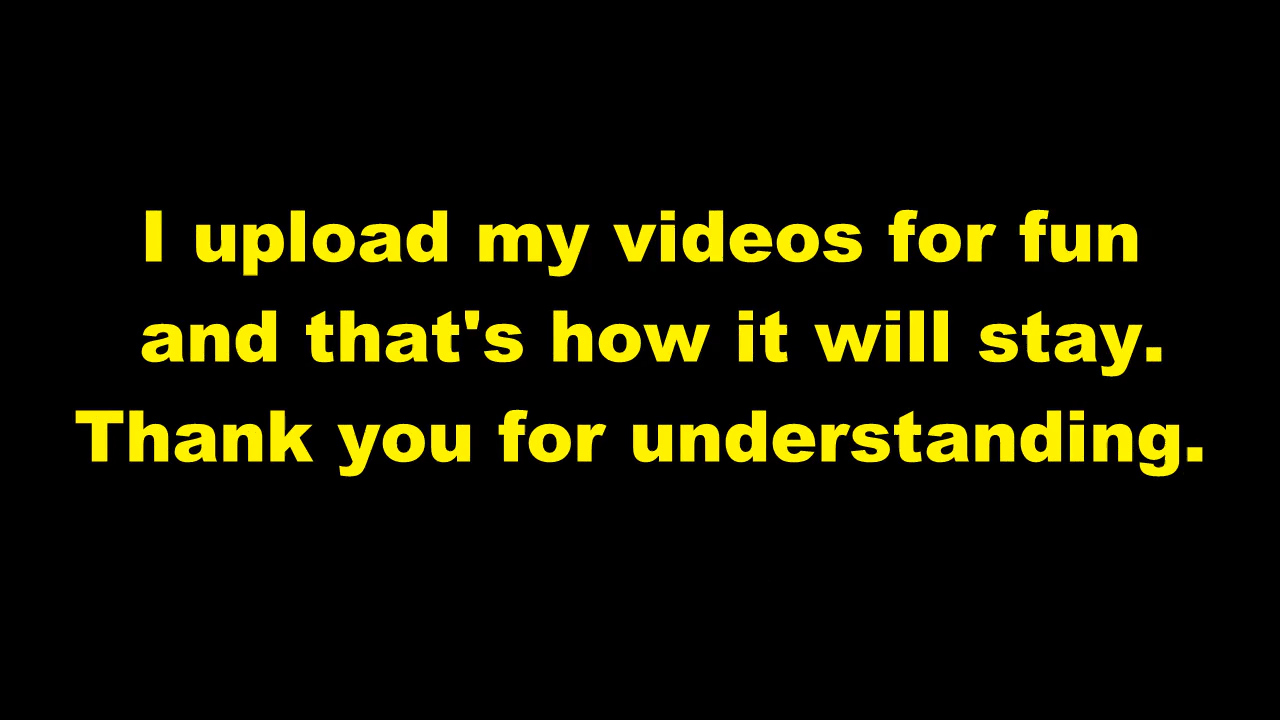 I upload my videos for fun
and that's how it will stay.
Thank you for understanding.